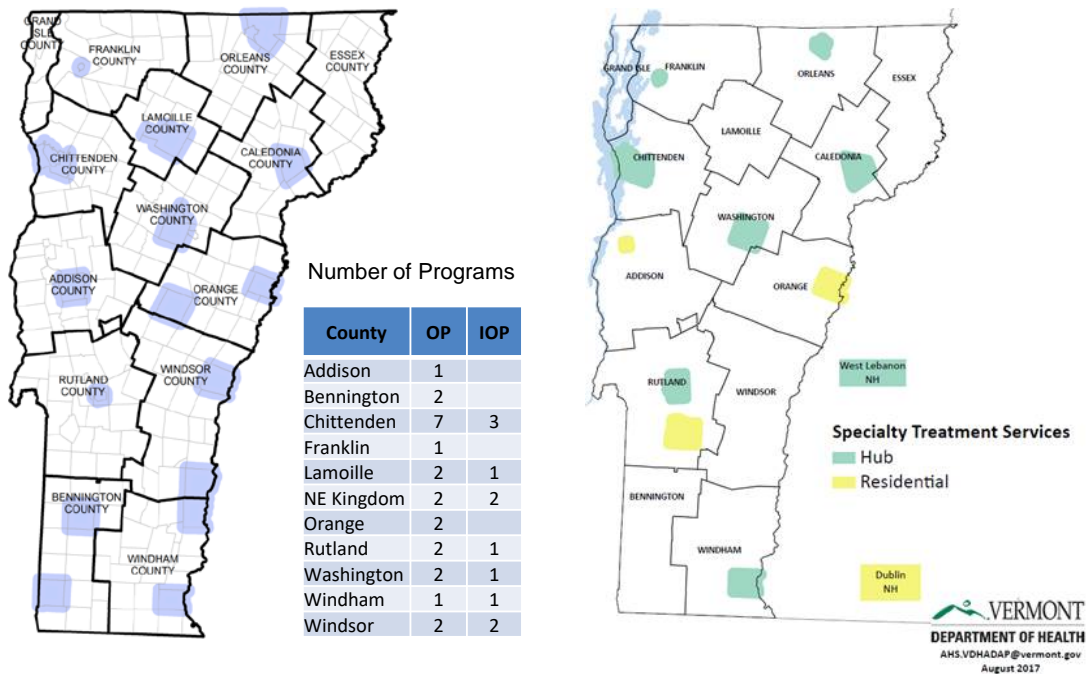 GRAND
ISLE
COUNTY
FRANKLIN
COUNTY
ORLEANS
COUNTY
ESSEX
COUNTY
LAMOILLE
COUNTY
CHITTENDEN
COUNTY
CALEDONIA
COUNTY
WASHINGTON
COUNTY
ADDISON
COUNTY
ORANGE
COUNTY
RUTLAND
COUNTY
WINDSOR
COUNTY
BENNINGTON
COUNTY
WINDHAM
COUNTY
Number of Programs
County OP IOP
Addison 1
Bennington 2
Chittenden 7 3
Franklin 1
Lamoille 2 1
NE Kingdom 2 2
Orange 2
Rutland 2 1
Washington 2 1
Windham 1 1
Windsor 2 2
GRAND ISLE
FRANKLIN
ORLEANS
ESSEX
LAMOILLE
CHITTENDEN
CALEDONIA
WASHINGTON
ADDISON
ORANGE
RUTLAND
WINDSOR
BENNINGTON
WINDHAM
West Lebanon
NH
Specialty Treatment Services
Hub
Residential
Dublin
NH
VERMONT
DEPARTMENT OF HEALTH
AHS.VDHADAP@vermont.gov
August 2017